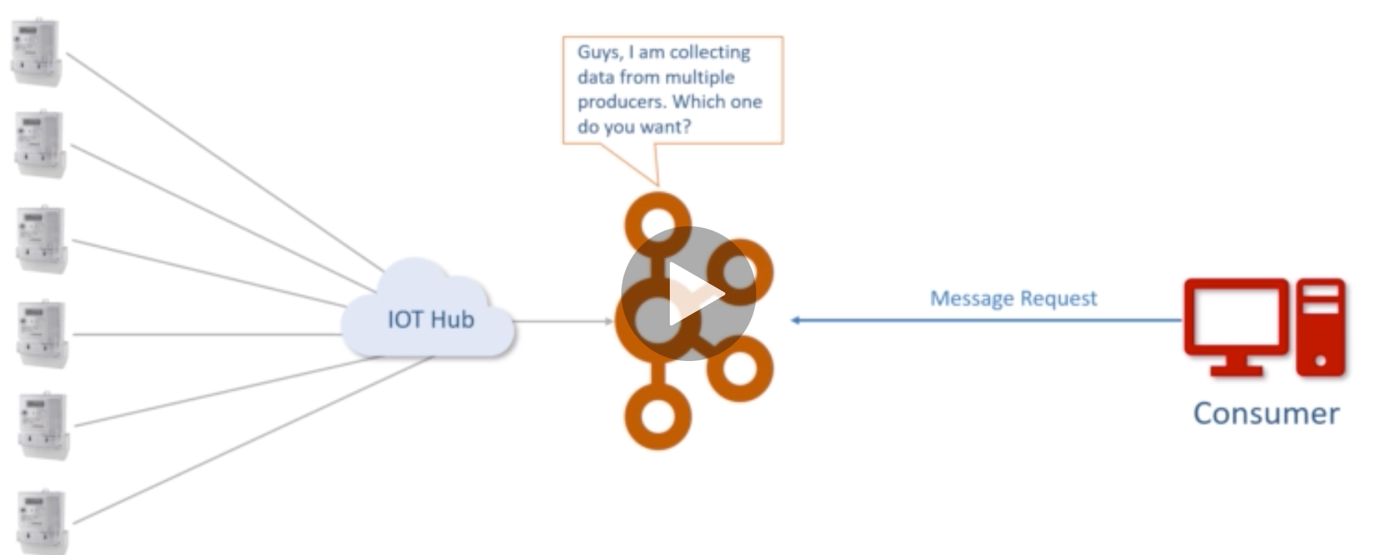 Guys, I am collecting
data from multiple
producers. Which one
do you want?
IOT Hub
Message Request
Consumer